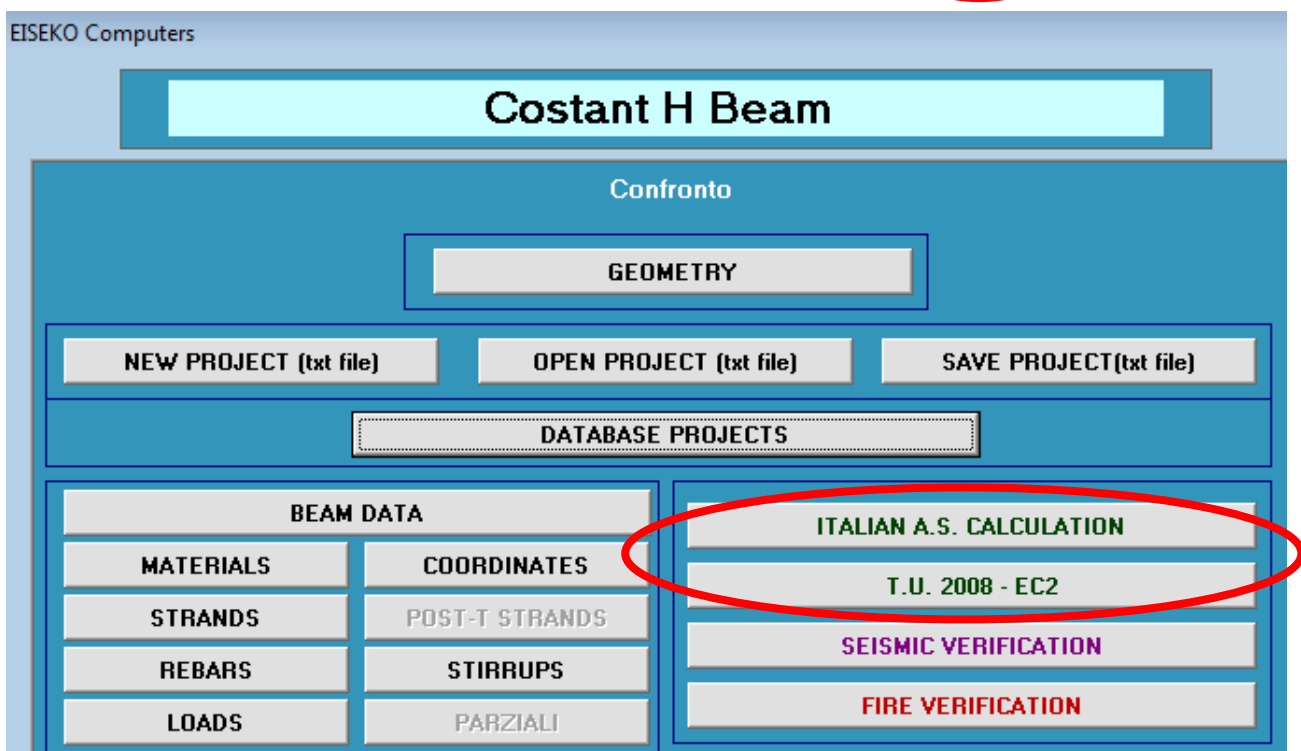 EISEKO Computers
Costant H Beam
Confronto
GEOMETRY
NEW PROJECT (txt file)
OPEN PROJECT (txt file)
SAVE PROJECT(txt file)
DATABASE PROJECTS
BEAM DATA
MATERIALS
COORDINATES
STRANDS
POST-T STRANDS
REBARS
STIRRUPS
LOADS
PARZIALI
ITALIAN A.S. CALCULATION
T.U. 2008 - EC2
SEISMIC VERIFICATION
FIRE VERIFICATION